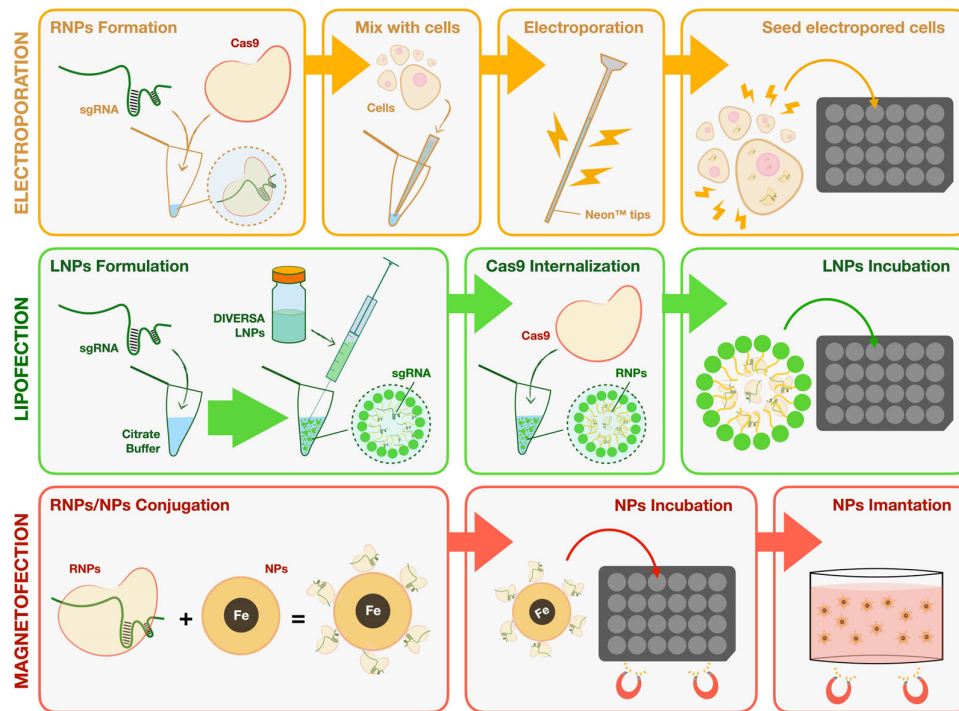 ELECTROPORATION
RNPs Formation
Cas9
sgRNA
Mix with cells
Cells
Electroporation
Neon™ tips
Seed electropored cells
LIPOFECTION
LNPs Formulation
sgRNA
Citrate
Buffer
DIVERSA
LNPs
sgRNA
Cas9 Internalization
Cas9
RNPs
LNPs Incubation
MAGNETOFECTION
RNPs/NPs Conjugation
RNPs
+
NPs
Fe
=
Fe
NPs Incubation
Fe
NPs Imantation